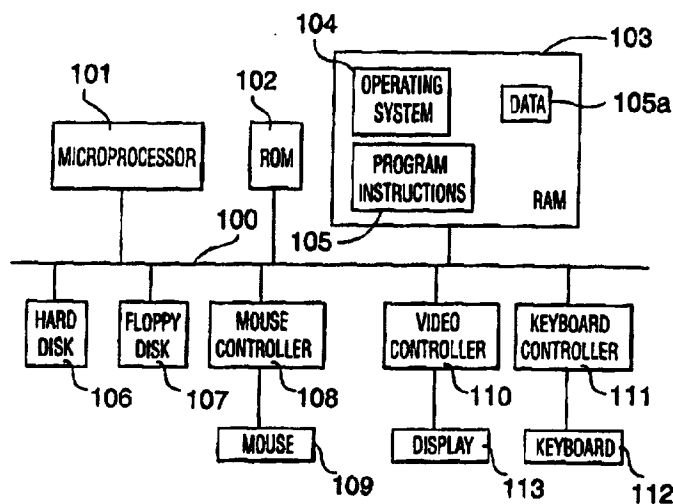 104
103
101
102
OPERATING
SYSTEM
DATA
105a
MICROPROCESSOR
ROM
PROGRAM
INSTRUCTIONS
RAM
100
105
HARD
DISK
FLOPPY
DISK
MOUSE
CONTROLLER
VIDEO
CONTROLLER
KEYBOARD
CONTROLLER
106
107
108
110
111
MOUSE
DISPLAY
KEYBOARD
109
113
112